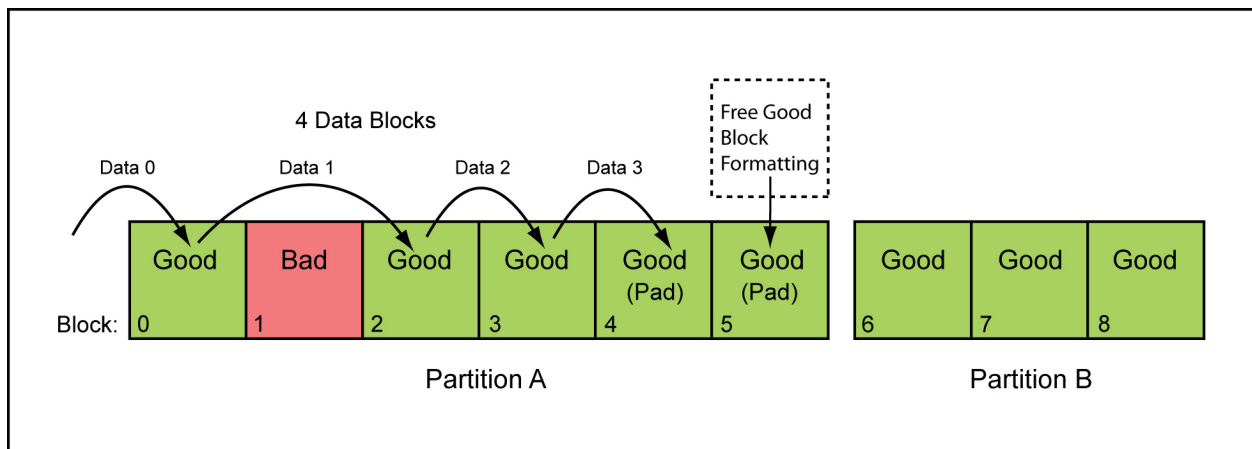 4 Data Blocks
Free Good
Block
Formatting
Data 0
Data 1
Data 2
Data 3
Good
Bad
Good
Good
Good
(Pad)
Good
(Pad)
Good
Good
Good
Block:
0
1
2
3
4
5
6
7
8
Partition A
Partition B